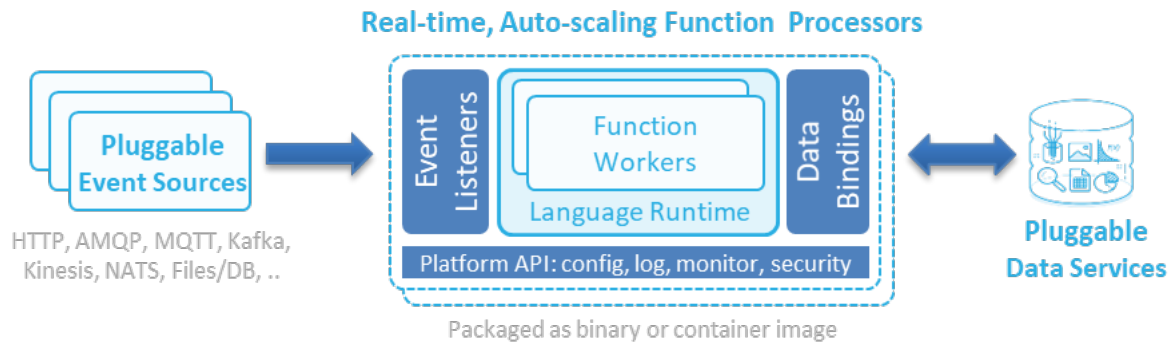 Real-time, Auto-scaling Function Processors
Pluggable
Event Sources
HTTP, AMQP, MQTT, Kafka,
Kinesis, NATS, Files/DB, ..
Event
Listeners
Function
Workers
Language Runtime
Data
Bindings
Platform API: config, log, monitor, security
Packaged as binary or container image
Pluggable
Data Services